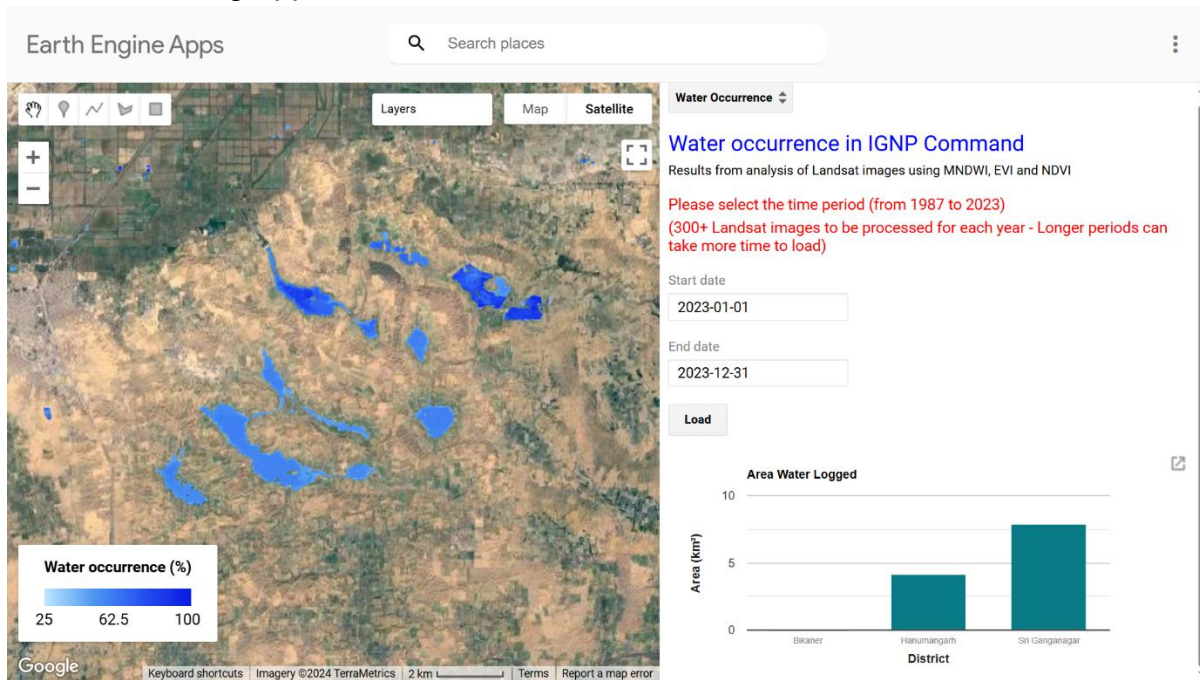 Earth Engine Apps
Search places
Layers
Map
Satellite
+
−
Water occurrence (%)
25 62.5 100
Google
Keyboard shortcuts
Imagery ©2024 TerraMetrics
2 km
Terms
Report a map error
Water Occurrence
Water occurrence in IGNP Command
Results from analysis of Landsat images using MNDWI, EVI and NDVI
Please select the time period (from 1987 to 2023)
(300+ Landsat images to be processed for each year - Longer periods can
take more time to load)
Start date
2023-01-01
End date
2023-12-31
Load
Area Water Logged
Area (km²)
10
5
0
Bikaner
Hanumangarh
Sri Ganganagar
District